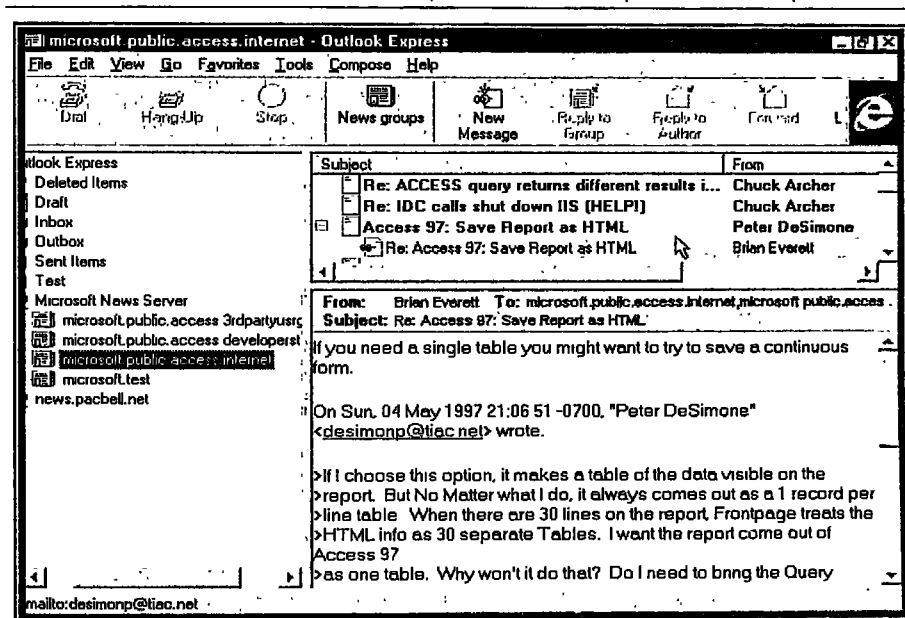 microsoft.public.access.internet - Outlook Express
File Edit View Go Favorites Tools Compose Help
Dial Hang-Up Stop News groups New Message Reply to Group Reply to Author Forward L
tlook Express
Deleted Items
Draft
Inbox
Outbox
Sent Items
Test
Microsoft News Server
microsoft.public.access 3rdpartyusrg
microsoft.public.access developerst
microsoft public access internet
microsoft.test
news.pacbell.net
Subject From
Re: ACCESS query returns different results i... Chuck Archer
Re: IDC calls shut down IIS (HELP!) Chuck Archer
Access 97: Save Report as HTML Peter DeSimone
Re: Access 97: Save Report as HTML Brian Everett
From: Brian Everett To: microsoft.public.access.internet,microsoft public,acces .
Subject: Re: Access 97: Save Report as HTML
If you need a single table you might want to try to save a continuous
form.
On Sun, 04 May 1997 21:06 51 -0700, "Peter DeSimone"
<desimonp@tiac net> wrote.
>If I choose this option, it makes a table of the data visible on the
>report. But No Matter what I do, it always comes out as a 1 record per
>line table When there are 30 lines on the report, Frontpage treats the
>HTML info as 30 separate Tables. I want the report come out of
Access 97
>as one table. Why won't it do that? Do I need to bring the Query
mailto:desimonp@tiac.net